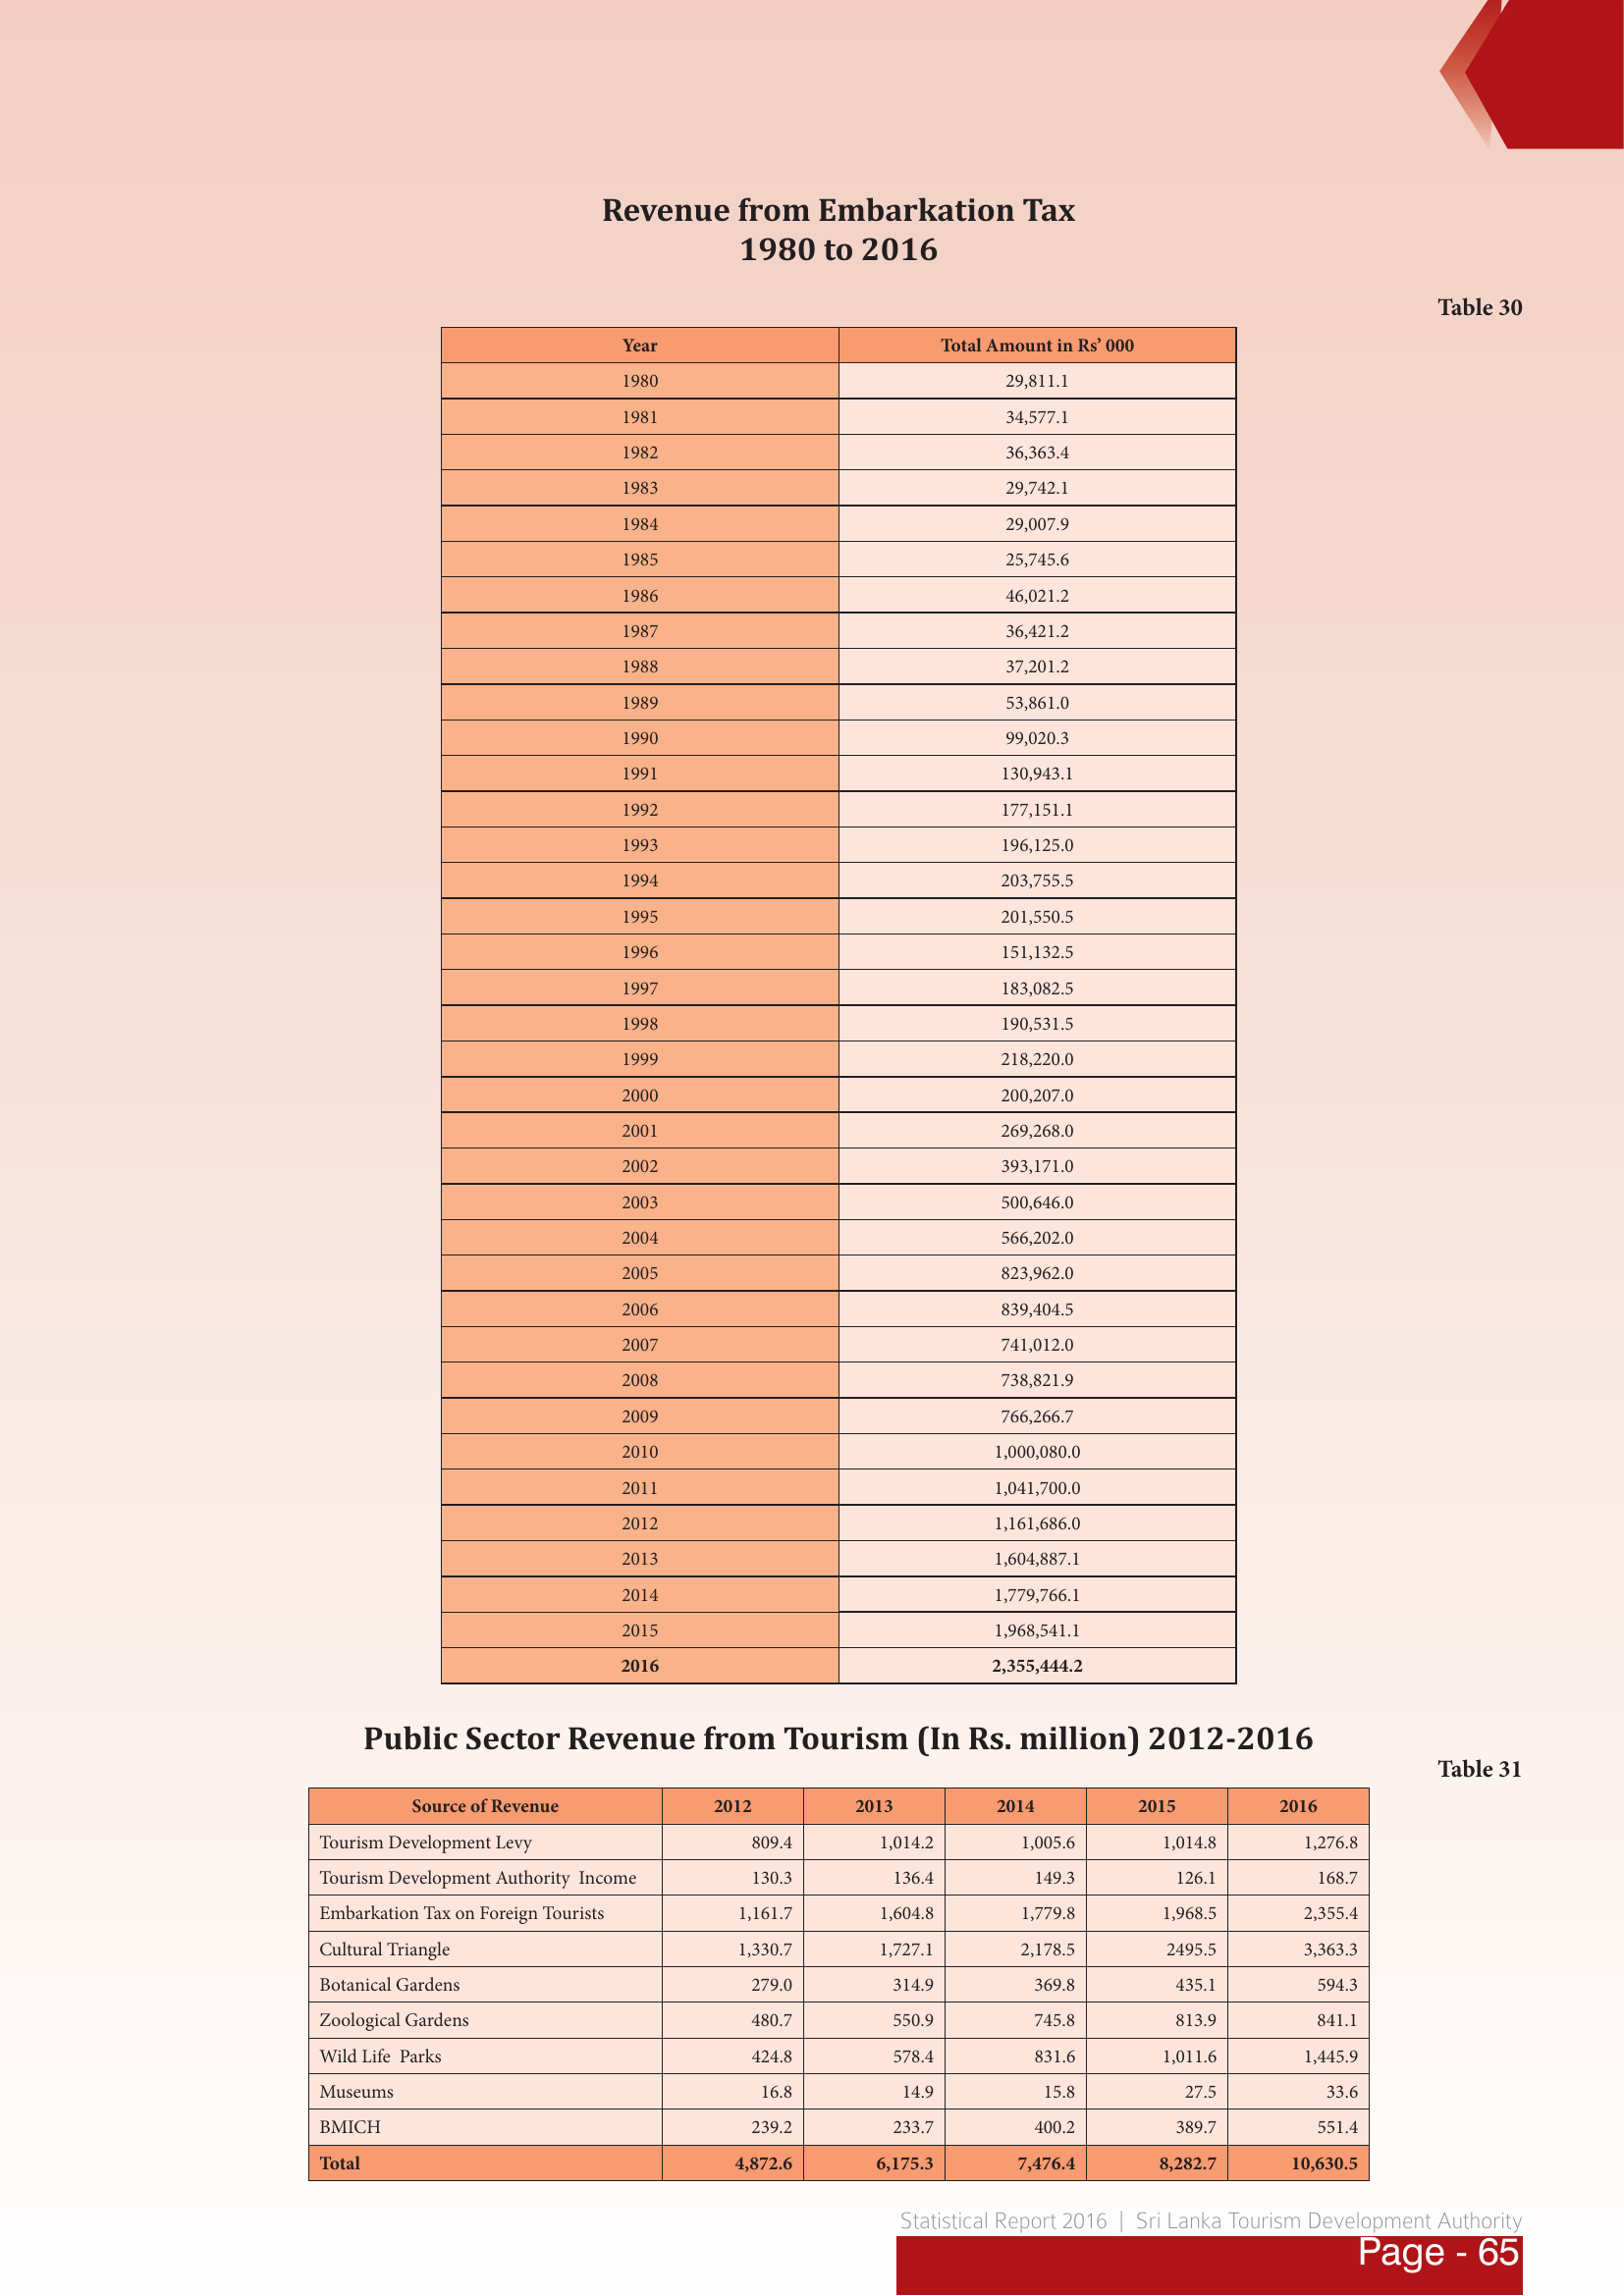 Revenue from Embarkation Tax
1980 to 2016
Table 30
Year Total Amount in Rs’ 000
1980 29,811.1
1981 34,577.1
1982 36,363.4
1983 29,742.1
1984 29,007.9
1985 25,745.6
1986 46,021.2
1987 36,421.2
1988 37,201.2
1989 53,861.0
1990 99,020.3
1991 130,943.1
1992 177,151.1
1993 196,125.0
1994 203,755.5
1995 201,550.5
1996 151,132.5
1997 183,082.5
1998 190,531.5
1999 218,220.0
2000 200,207.0
2001 269,268.0
2002 393,171.0
2003 500,646.0
2004 566,202.0
2005 823,962.0
2006 839,404.5
2007 741,012.0
2008 738,821.9
2009 766,266.7
2010 1,000,080.0
2011 1,041,700.0
2012 1,161,686.0
2013 1,604,887.1
2014 1,779,766.1
2015 1,968,541.1
2016 2,355,444.2
Public Sector Revenue from Tourism (In Rs. million) 2012-2016
Table 31
Source of Revenue 2012 2013 2014 2015 2016
Tourism Development Levy 809.4 1,014.2 1,005.6 1,014.8 1,276.8
Tourism Development Authority Income 130.3 136.4 149.3 126.1 168.7
Embarkation Tax on Foreign Tourists 1,161.7 1,604.8 1,779.8 1,968.5 2,355.4
Cultural Triangle 1,330.7 1,727.1 2,178.5 2495.5 3,363.3
Botanical Gardens 279.0 314.9 369.8 435.1 594.3
Zoological Gardens 480.7 550.9 745.8 813.9 841.1
Wild Life Parks 424.8 578.4 831.6 1,011.6 1,445.9
Museums 16.8 14.9 15.8 27.5 33.6
BMICH 239.2 233.7 400.2 389.7 551.4
Total 4,872.6 6,175.3 7,476.4 8,282.7 10,630.5
Statistical Report 2016 | Sri Lanka Tourism Development Authority
Page - 65